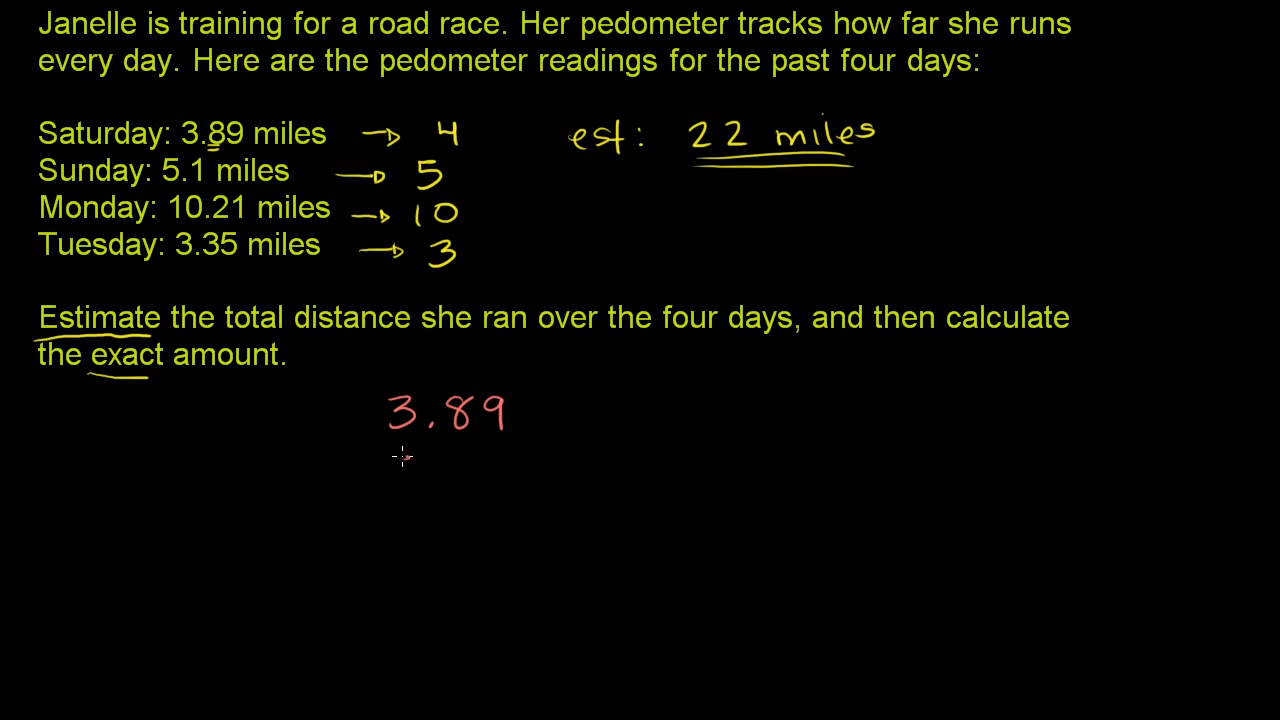 Janelle is training for a road race. Her pedometer tracks how far she runs
every day. Here are the pedometer readings for the past four days:
Saturday: 3.89 miles → 4 est: 22 miles
Sunday: 5.1 miles → 5
Monday: 10.21 miles → 10
Tuesday: 3.35 miles → 3
Estimate the total distance she ran over the four days, and then calculate
the exact amount.
3.89